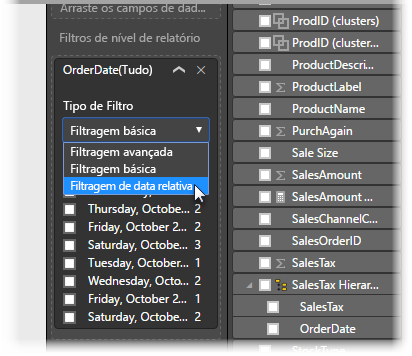 Arraste os campos de dad...
Filtros de nível de relatório
OrderDate(Tudo)
Tipo de Filtro
Filtragem básica
Filtragem avançada
Filtragem básica
Filtragem de data relativa
Thursday, Octobe... 2
Friday, October 2... 2
Saturday, Octobe... 3
Tuesday, October... 1
Wednesday, Octo... 2
Friday, October 2... 1
Saturday, Octobe... 2
ProdID (clusters)
ProdID (cluster...
ProductDescri...
ProductLabel
ProductName
PurchAgain
Sale Size
SalesAmount
SalesAmount ...
SalesChannelC...
SalesOrderID
SalesTax
SalesTax Hierar...
SalesTax
OrderDate